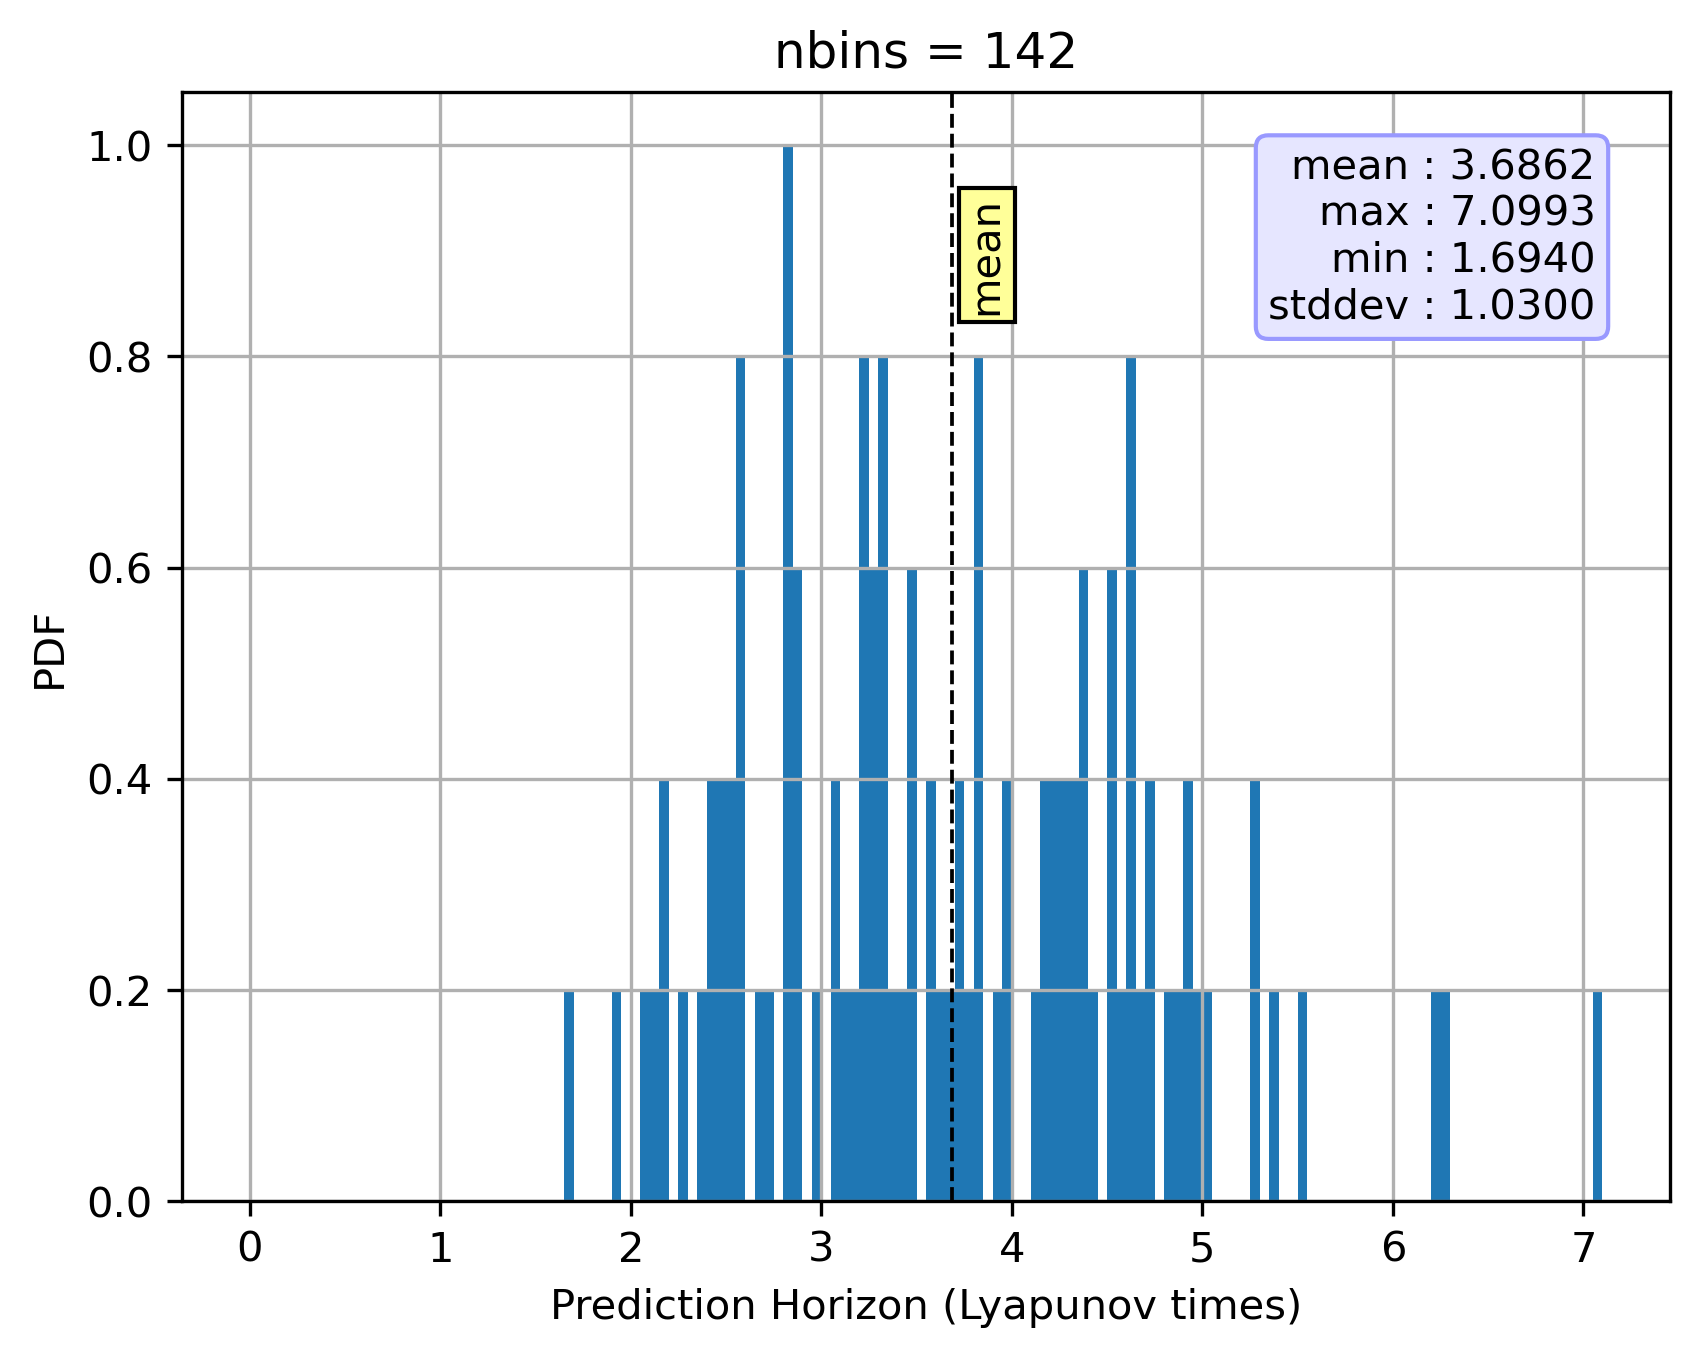 nbins = 142
mean : 3.6862
max : 7.0993
min : 1.6940
stddev : 1.0300
mean
1.0
0.8
0.6
0.4
0.2
0.0
PDF
0 1 2 3 4 5 6 7
Prediction Horizon (Lyapunov times)